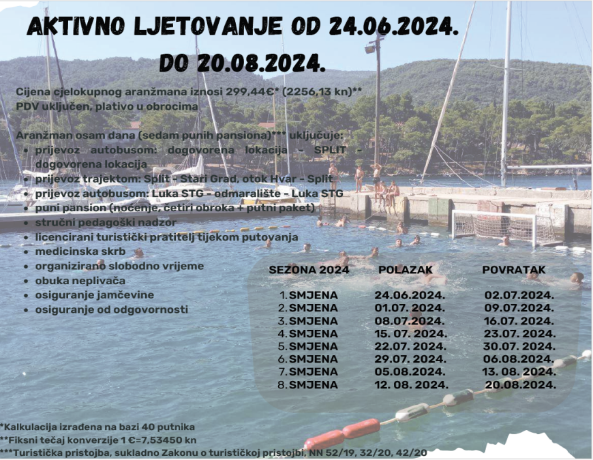 AKTIVNO LJETOVANJE OD 24.06.2024.
DO 20.08.2024.
Cijena cjelokupnog aranžmana iznosi 299,44€* (2256,13 kn)**
PDV uključen, plativo u obrocima
Aranžman osam dana (sedam punih pansiona)*** uključuje:
• prijevoz autobusom: dogovorena lokacija - SPLIT -
dogovorena lokacija
• prijevoz trajektom: Split - Stari Grad, otok Hvar - Split
• prijevoz autobusom: Luka STG - odmaralište - Luka STG
• puni pansion (noćenje, četiri obroka + putni paket)
• stručni pedagoški nadzor
• licencirani turistički pratitelj tijekom putovanja
• medicinska skrb
• organizirano slobodno vrijeme
• obuka neplivača
• osiguranje jamčevine
• osiguranje od odgovornosti
SEZONA 2024 POLAZAK POVRATAK
1. SMJENA 24.06.2024. 02.07.2024.
2. SMJENA 01.07. 2024. 09.07.2024.
3. SMJENA 08.07.2024. 16.07. 2024.
4. SMJENA 15.07. 2024. 23.07. 2024.
5. SMJENA 22.07.2024. 30.07. 2024.
6. SMJENA 29.07. 2024. 06.08.2024.
7. SMJENA 05.08.2024. 13. 08. 2024.
8. SMJENA 12. 08. 2024. 20.08.2024.
*Kalkulacija izrađena na bazi 40 putnika
**Fiksni tečaj konverzije 1 €=7,53450 kn
***Turistička pristojba, sukladno Zakonu o turističkoj pristojbi, NN 52/19, 32/20, 42/20